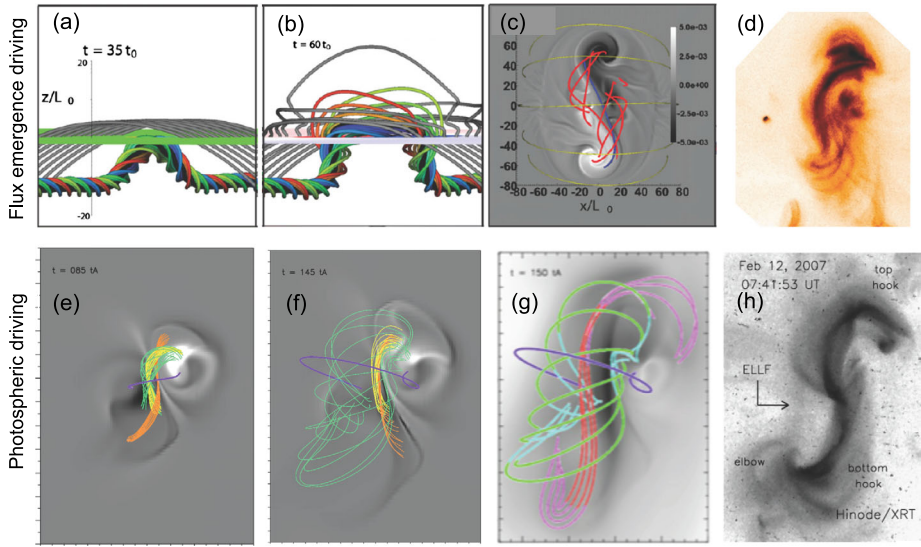 Flux emergence driving
(a)
t = 35 t₀
20
z/L 0
-20
(b)
t = 60 t₀
(c)
60
40
20
0
-20
-40
-60
-80
-80 -60 -40 -20 0 20 40 60 80
x/L 0
5.0e-03
2.5e-03
0.0e+00
-2.5e-03
-5.0e-03
(d)
Photospheric driving
(e)
t = 085 tA
(f)
t = 145 tA
(g)
t = 150 tA
(h)
Feb 12, 2007
07:41:53 UT
top
hook
ELLF
elbow
bottom
hook
Hinode/XRT